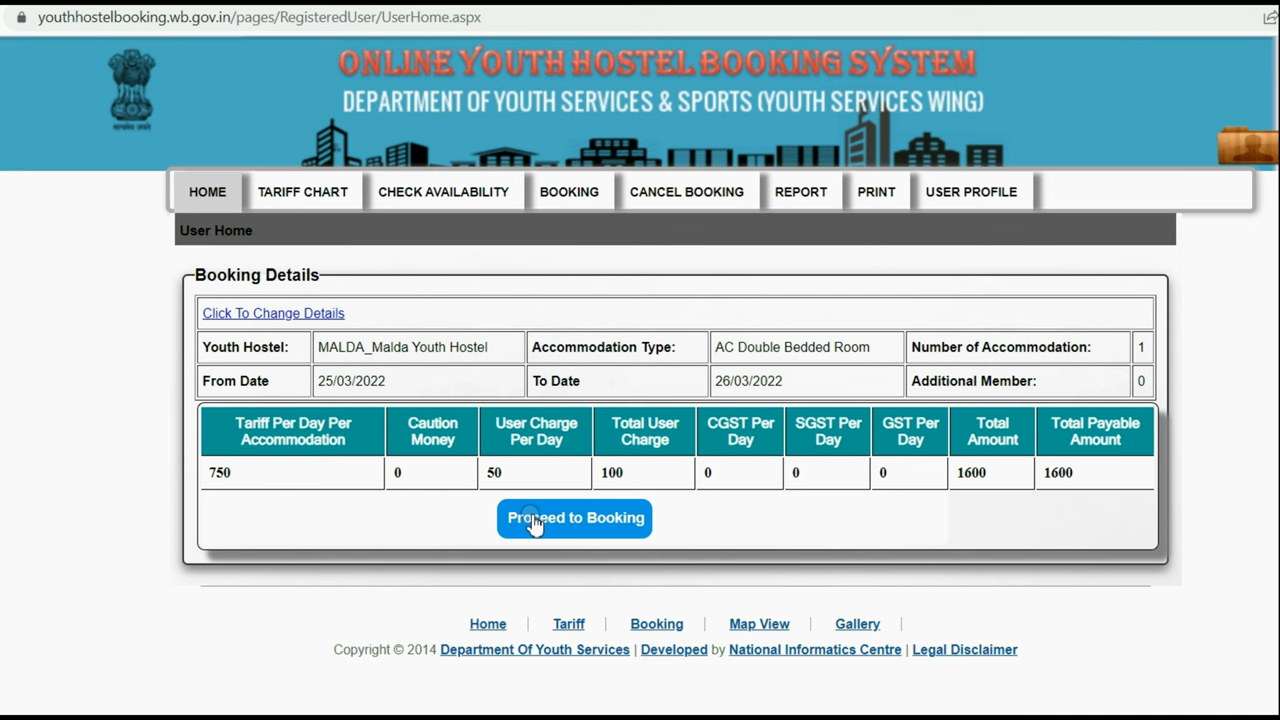 youthhostelbooking.wb.gov.in/pages/RegisteredUser/UserHome.aspx
ONLINE YOUTH HOSTEL BOOKING SYSTEM
DEPARTMENT OF YOUTH SERVICES & SPORTS (YOUTH SERVICES WING)
HOME TARIFF CHART CHECK AVAILABILITY BOOKING CANCEL BOOKING REPORT PRINT USER PROFILE
User Home
Booking Details
Click To Change Details
Youth Hostel: MALDA_Malda Youth Hostel Accommodation Type: AC Double Bedded Room Number of Accommodation: 1
From Date 25/03/2022 To Date 26/03/2022 Additional Member: 0
Tariff Per Day Per Accommodation Caution Money User Charge Per Day Total User Charge CGST Per Day SGST Per Day GST Per Day Total Amount Total Payable Amount
750 0 50 100 0 0 0 1600 1600
Proceed to Booking
Home | Tariff | Booking | Map View | Gallery |
Copyright © 2014 Department Of Youth Services | Developed by National Informatics Centre | Legal Disclaimer